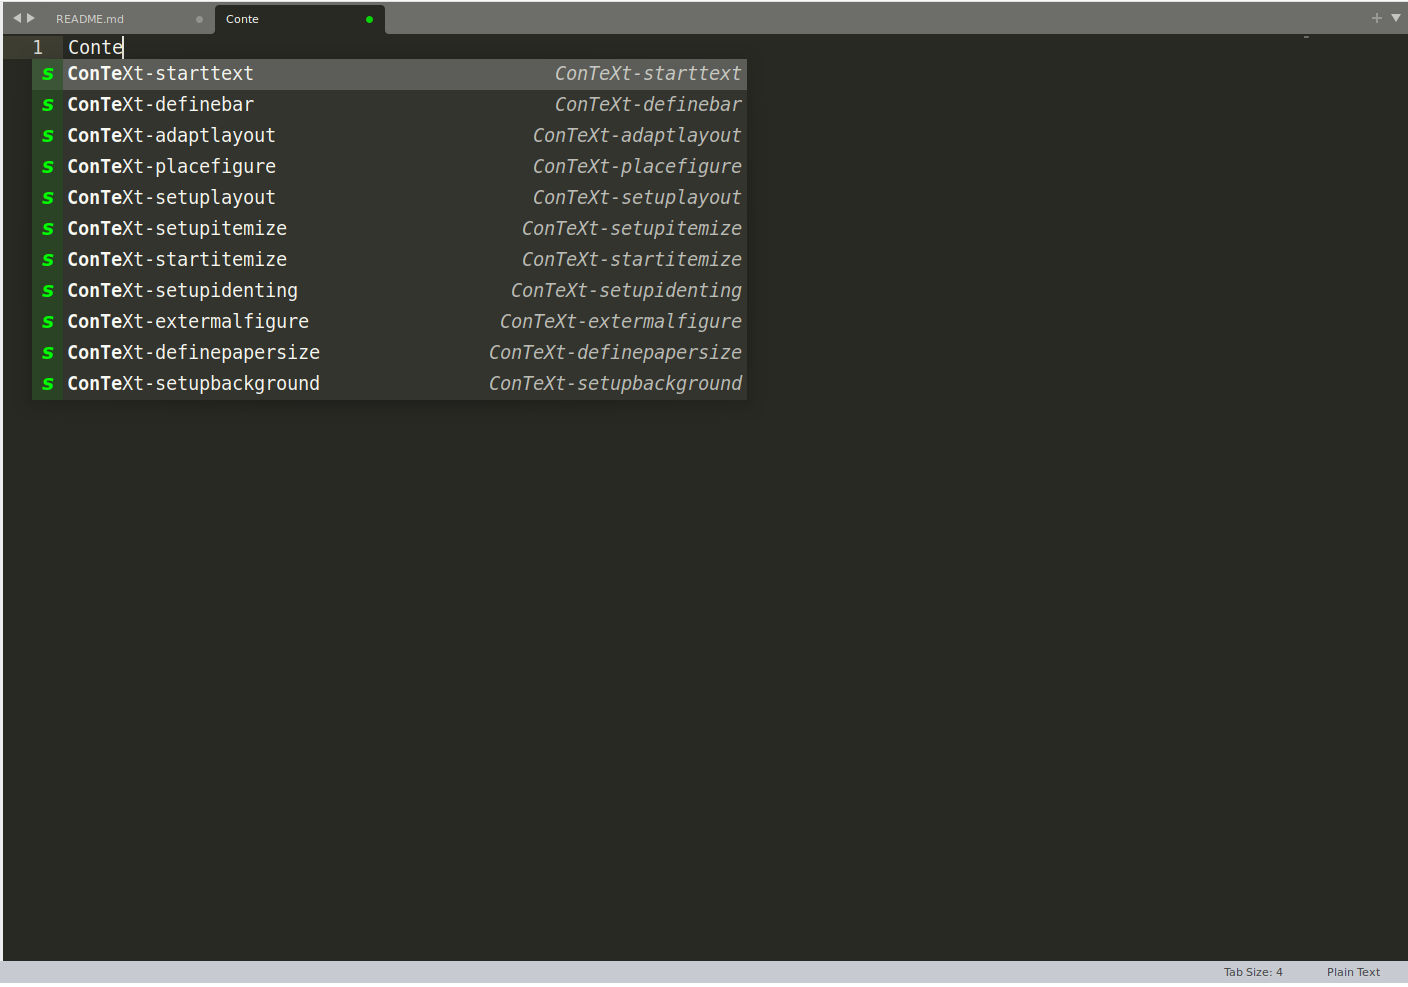 README.md
Conte
1 Conte
s ConTeXt-starttext ConTeXt-starttext
s ConTeXt-definebar ConTeXt-definebar
s ConTeXt-adaptlayout ConTeXt-adaptlayout
s ConTeXt-placefigure ConTeXt-placefigure
s ConTeXt-setuplayout ConTeXt-setuplayout
s ConTeXt-setupitemize ConTeXt-setupitemize
s ConTeXt-startitemize ConTeXt-startitemize
s ConTeXt-setupidenting ConTeXt-setupidenting
s ConTeXt-extermalfigure ConTeXt-extermalfigure
s ConTeXt-definepapersize ConTeXt-definepapersize
s ConTeXt-setupbackground ConTeXt-setupbackground
Tab Size: 4 Plain Text